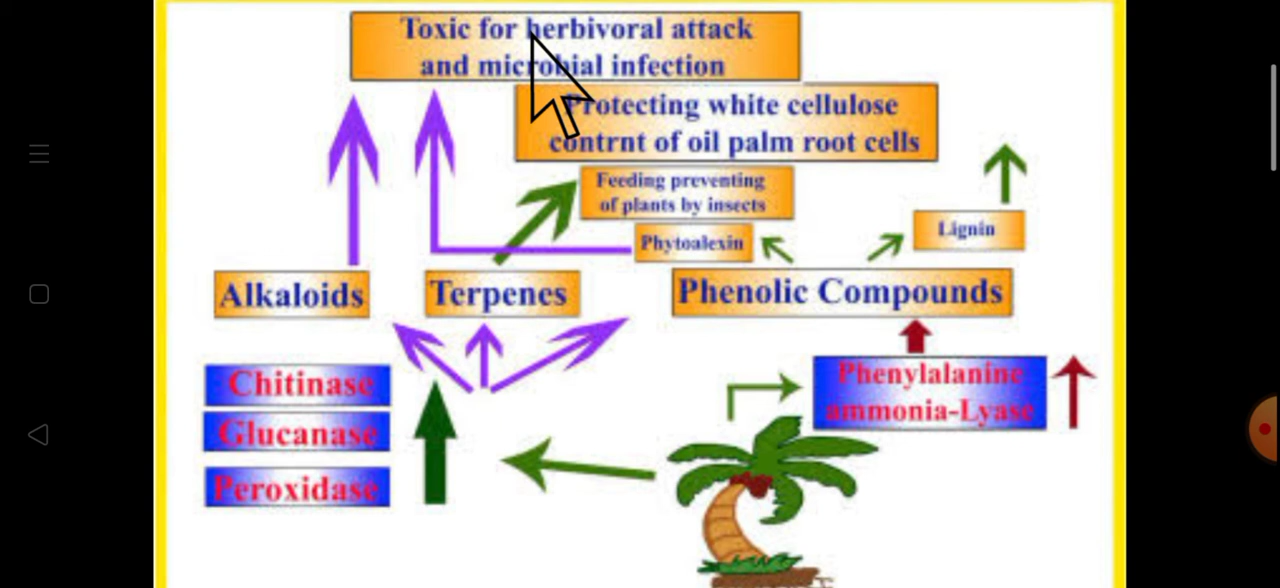 Toxic for herbivoral attack
and microbial infection
Protecting white cellulose
contrnt of oil palm root cells
Feeding preventing
of plants by insects
Phytoalexin
Lignin
Alkaloids
Terpenes
Phenolic Compounds
Chitinase
Glucanase
Peroxidase
Phenylalanine
ammonia-Lyase